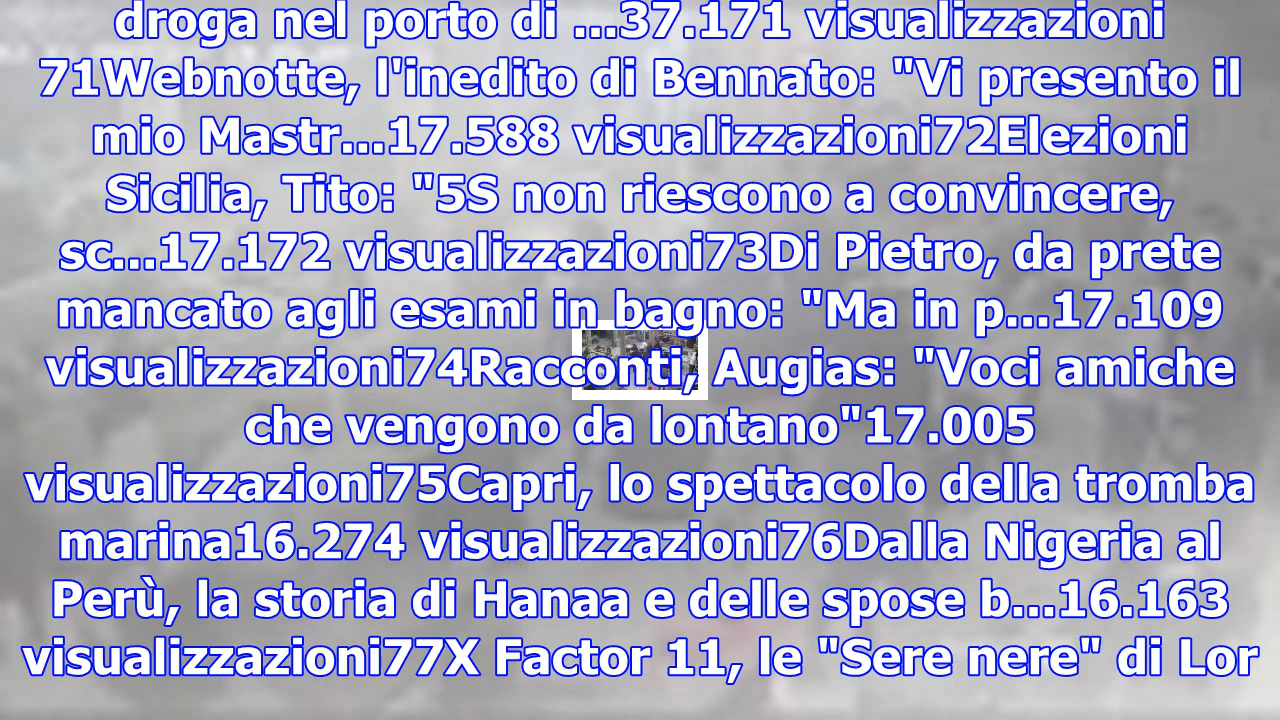 droga nel porto di ...37.171 visualizzazioni
71Webnotte, l'inedito di Bennato: "Vi presento il
mio Mastr...17.588 visualizzazioni72Elezioni
Sicilia, Tito: "5S non riescono a convincere,
sc...17.172 visualizzazioni73Di Pietro, da prete
mancato agli esami in bagno: "Ma in p...17.109
visualizzazioni74Racconti, Augias: "Voci amiche
che vengono da lontano"17.005
visualizzazioni75Capri, lo spettacolo della tromba
marina16.274 visualizzazioni76Dalla Nigeria al
Perù, la storia di Hanaa e delle spose b...16.163
visualizzazioni77X Factor 11, le "Sere nere" di Lor